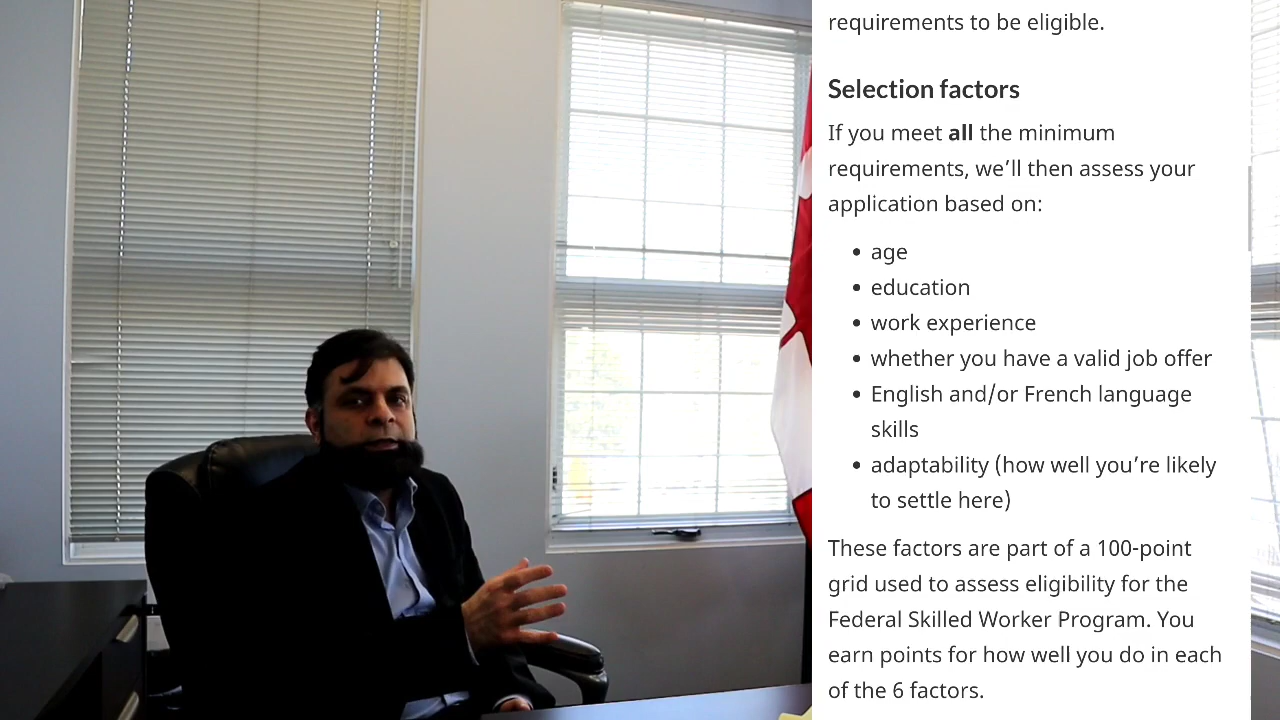 requirements to be eligible.
Selection factors
If you meet all the minimum
requirements, we’ll then assess your
application based on:
• age
• education
• work experience
• whether you have a valid job offer
• English and/or French language
skills
• adaptability (how well you’re likely
to settle here)
These factors are part of a 100-point
grid used to assess eligibility for the
Federal Skilled Worker Program. You
earn points for how well you do in each
of the 6 factors.